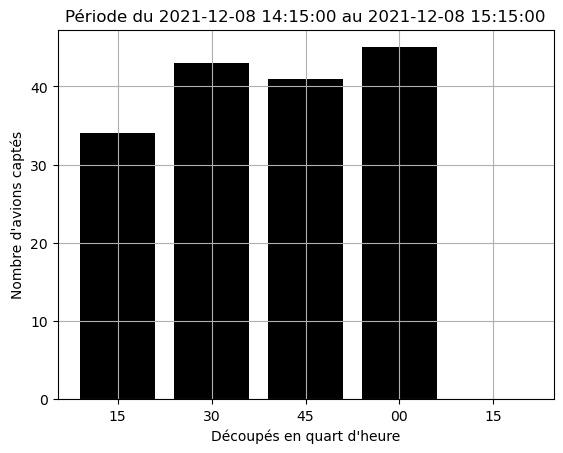 Période du 2021-12-08 14:15:00 au 2021-12-08 15:15:00
Nombre d'avions captés
40
30
20
10
0
15 30 45 00 15
Découpés en quart d'heure